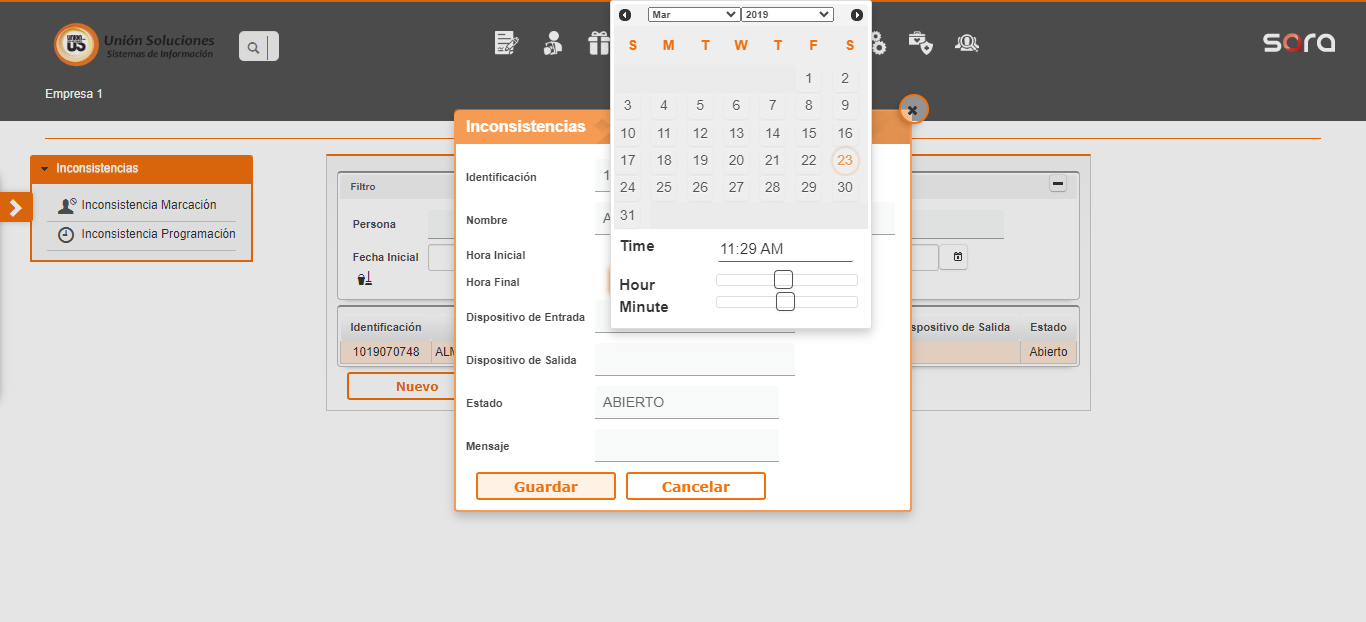 Mar 2019
UNION
US
Unión Soluciones
Sistemas de Información
S M T W T F S
sara
1 2
Empresa 1
3 4 5 6 7 8 9
Inconsistencias
10 11 12 13 14 15 16
17 18 19 20 21 22 23
24 25 26 27 28 29 30
31
Time 11:29 AM
Hour
Minute
Inconsistencias
Inconsistencia Marcación
Inconsistencia Programación
Filtro
Persona
Fecha Inicial
Identificación
1019070748 ALM
Nuevo
Identificación 1
Nombre A
Hora Inicial
Hora Final
Dispositivo de Entrada
Dispositivo de Salida
Estado ABIERTO
Mensaje
Guardar Cancelar
spositivo de Salida Estado
Abierto